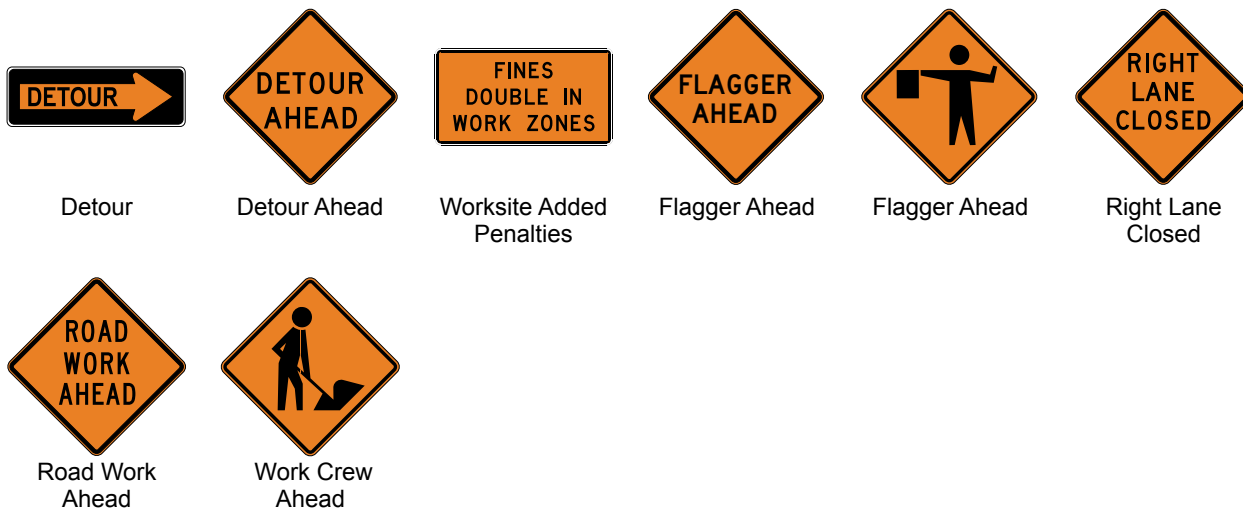 DETOUR
DETOUR
AHEAD
FINES
DOUBLE IN
WORK ZONES
FLAGGER
AHEAD
RIGHT
LANE
CLOSED
Detour
Detour Ahead
Worksite Added
Penalties
Flagger Ahead
Flagger Ahead
Right Lane
Closed
ROAD
WORK
AHEAD
Road Work
Ahead
Work Crew
Ahead